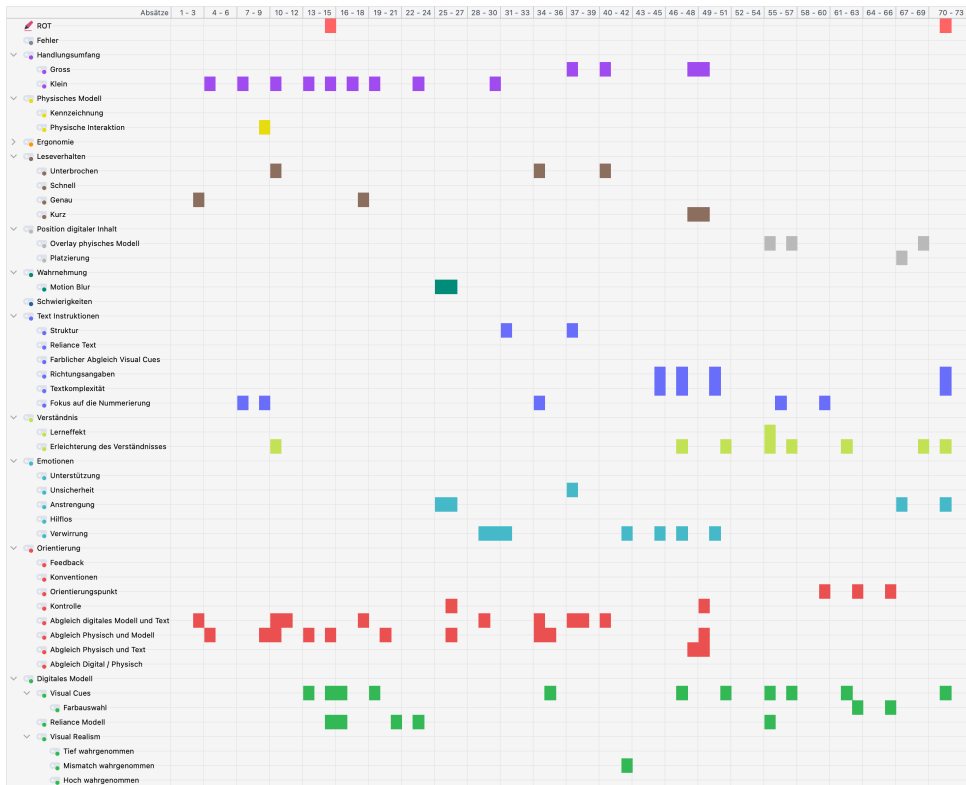 Absätze 1 - 3 4 - 6 7 - 9 10 - 12 13 - 15 16 - 18 19 - 21 22 - 24 25 - 27 28 - 30 31 - 33 34 - 36 37 - 39 40 - 42 43 - 45 46 - 48 49 - 51 52 - 54 55 - 57 58 - 60 61 - 63 64 - 66 67 - 69 70 - 73
ROT
Fehler
Handlungsumfang
Gross
Klein
Physisches Modell
Kennzeichnung
Physische Interaktion
Ergonomie
Leseverhalten
Unterbrochen
Schnell
Genau
Kurz
Position digitaler Inhalt
Overlay phyisches Modell
Platzierung
Wahrnehmung
Motion Blur
Schwierigkeiten
Text Instruktionen
Struktur
Reliance Text
Farblicher Abgleich Visual Cues
Richtungsangaben
Textkomplexität
Fokus auf die Nummerierung
Verständnis
Lerneffekt
Erleichterung des Verständnisses
Emotionen
Unterstützung
Unsicherheit
Anstrengung
Hilflos
Verwirrung
Orientierung
Feedback
Konventionen
Orientierungspunkt
Kontrolle
Abgleich digitales Modell und Text
Abgleich Physisch und Modell
Abgleich Physisch und Text
Abgleich Digital / Physisch
Digitales Modell
Visual Cues
Farbauswahl
Reliance Modell
Visual Realism
Tief wahrgenommen
Mismatch wahrgenommen
Hoch wahrgenommen